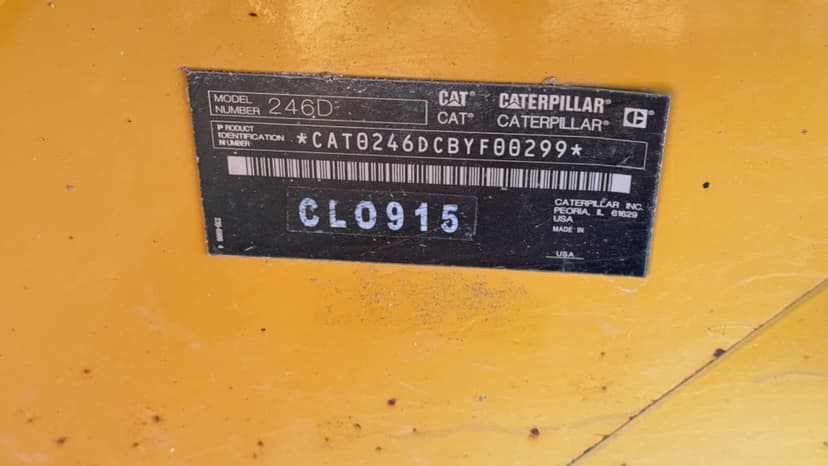 MODEL NUMBER 246D
CAT CATERPILLAR
CAT® CATERPILLAR®
PRODUCT IDENTIFICATION NUMBER *CAT0246DCBYF00299*
CL0915
CATERPILLAR INC.
PEORIA, IL 61629
USA
MADE IN
USA